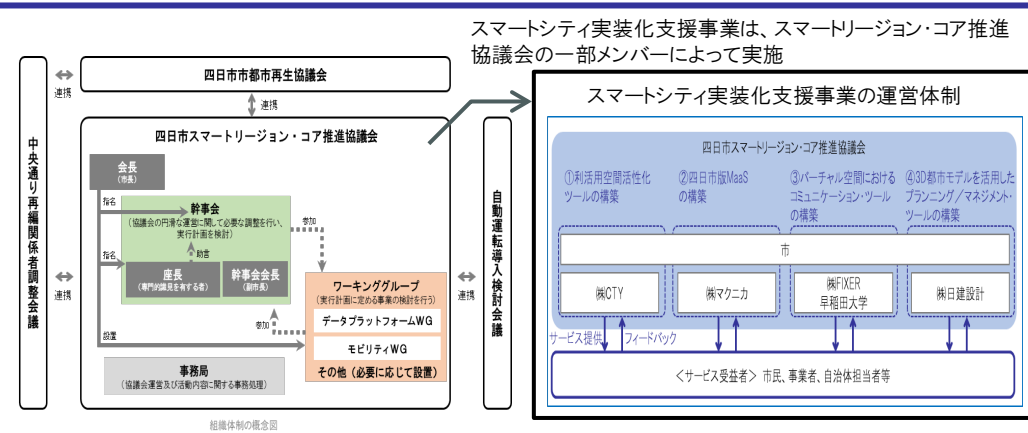 スマートシティ実装化支援事業は、スマートリージョン・コア推進
協議会の一部メンバーによって実施
中央通り再編関係者調整会議
連携
連携
四日市市都市再生協議会
連携
四日市スマートリージョン・コア推進協議会
会長
(市長)
指名
幹事会
(協議会の円滑な運営に関して必要な調整を行い、
実行計画を検討)
助言
指名
座長
(専門的識見を有する者)
幹事会会長
(副市長)
参加
参加
設置
ワーキンググループ
(実行計画に定める事業の検討を行う)
データプラットフォームWG
モビリティWG
その他(必要に応じて設置)
事務局
(協議会運営及び活動内容に関する事務処理)
連携
自動運転導入検討会議
組織体制の概念図
スマートシティ実装化支援事業の運営体制
四日市スマートリージョン・コア推進協議会
①利活用空間活性化
ツールの構築
②四日市版MaaS
の構築
③バーチャル空間における
コミュニケーション・ツール
の構築
④3D都市モデルを活用した
プランニング/マネジメント・
ツールの構築
市
㈱CTY
㈱マクニカ
㈱FIXER
早稲田大学
㈱日建設計
サービス提供
フィードバック
<サービス受益者> 市民、事業者、自治体担当者等